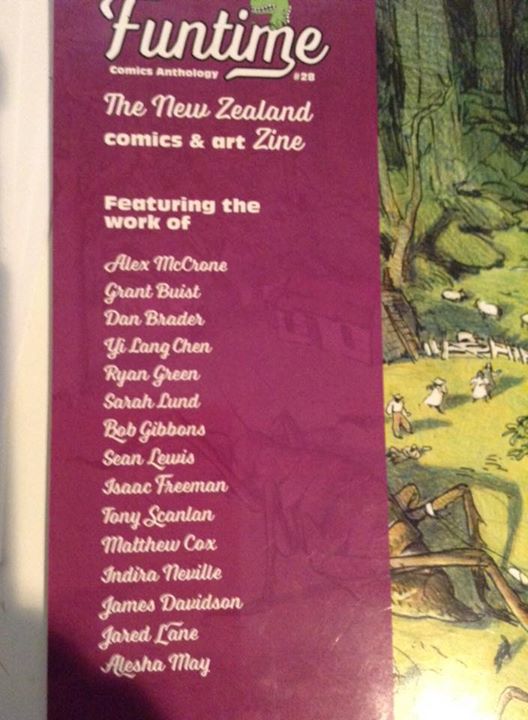 Funtime
Comics Anthology #28
The New Zealand
comics & art Zine
Featuring the
work of
Alex McCrone
Grant Buist
Dan Brader
Yi Lang Chen
Ryan Green
Sarah Lund
Bob Gibbons
Sean Lewis
Isaac Freeman
Tony Scanlan
Matthew Cox
Indira Neville
James Davidson
Jared Lane
Alesha May